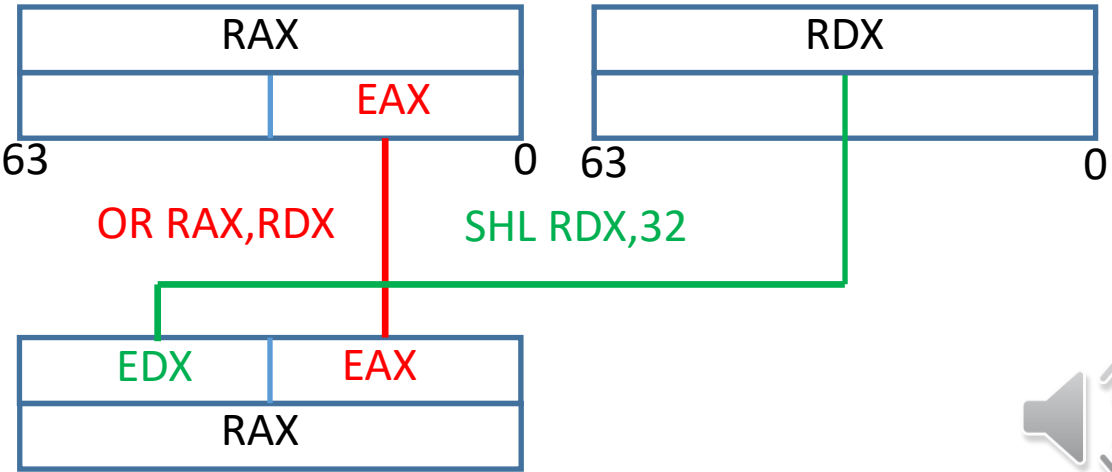 RAX RDX
EAX
63 0 63 0
OR RAX,RDX SHL RDX,32
EDX EAX
RAX